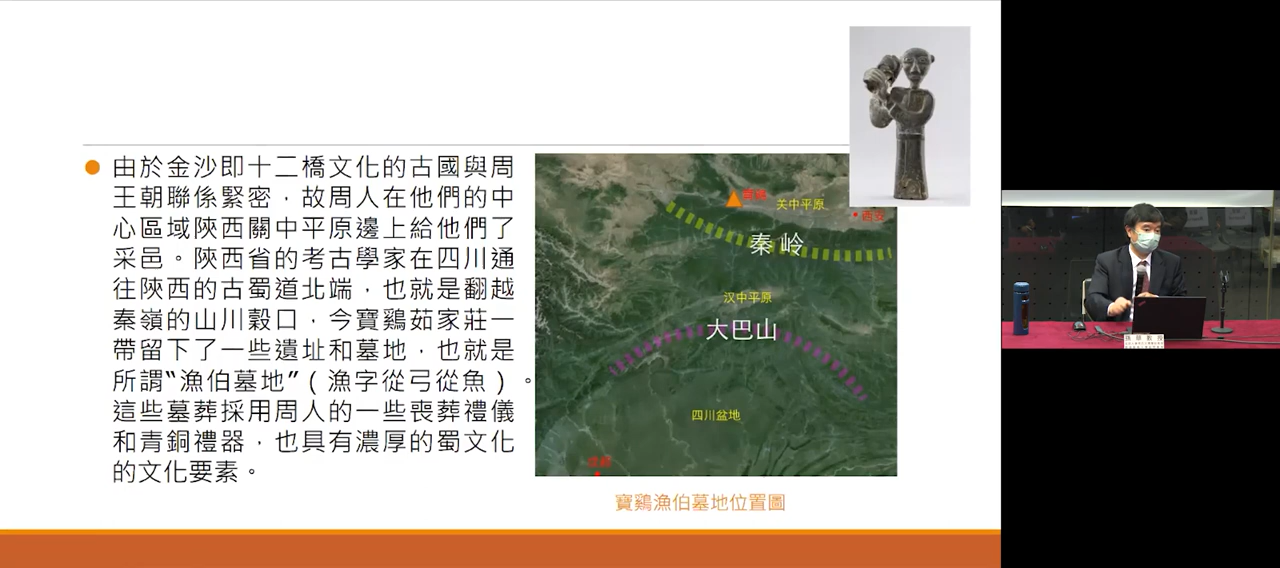 由於金沙即十二橋文化的古國與周
王朝聯係緊密，故周人在他們的中
心區域陝西關中平原邊上給他們了
采邑。陝西省的考古學家在四川通
往陝西的古蜀道北端，也就是翻越
秦嶺的山川穀口，今寶鷄茹家莊一
帶留下了一些遺址和墓地，也就是
所謂“漁伯墓地”（漁字從弓從魚）。
這些墓葬採用周人的一些喪葬禮儀
和青銅禮器，也具有濃厚的蜀文化
的文化要素。
关中平原
西安
秦岭
汉中平原
大巴山
四川盆地
成都
寶鷄漁伯墓地位置圖